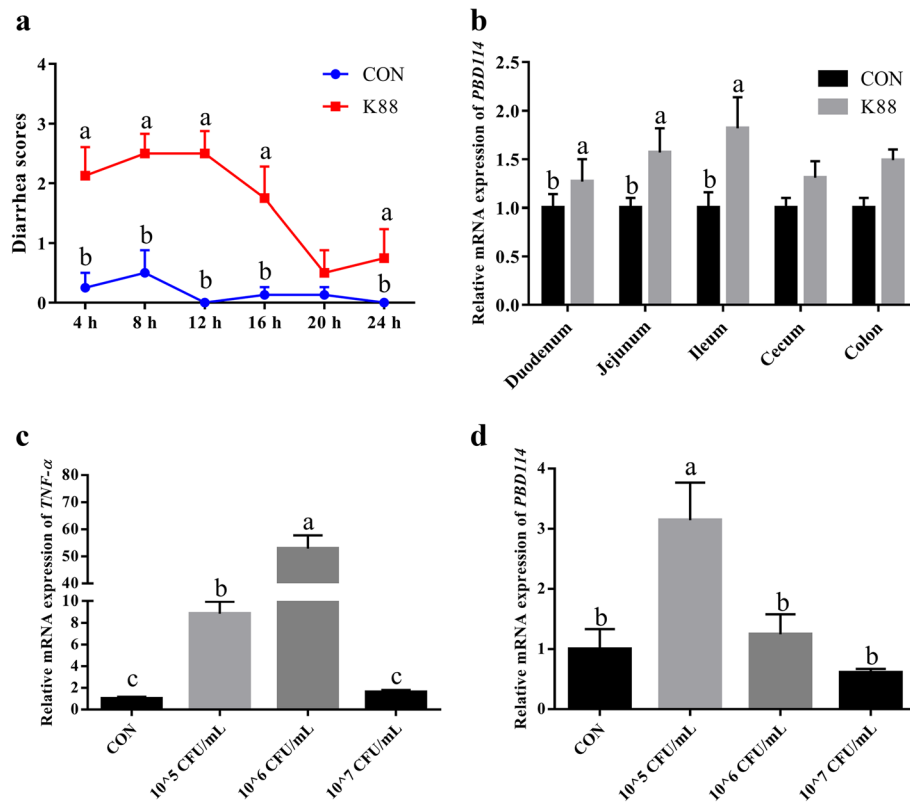 a
Diarrhea scores
4
3
2
1
0
CON
K88
a a a a a
b b b b b
4 h 8 h 12 h 16 h 20 h 24 h
b
Relative mRNA expression of PBD114
2.5
2.0
1.5
1.0
0.5
0.0
CON
K88
b a b a b a
Duodenum Jejunum Ileum Cecum Colon
c
Relative mRNA expression of TNF-α
80
70
60
50
40
10
8
6
4
2
0
c b a c
CON 10^5 CFU/mL 10^6 CFU/mL 10^7 CFU/mL
d
Relative mRNA expression of PBD114
4
3
2
1
0
b a b b
CON 10^5 CFU/mL 10^6 CFU/mL 10^7 CFU/mL